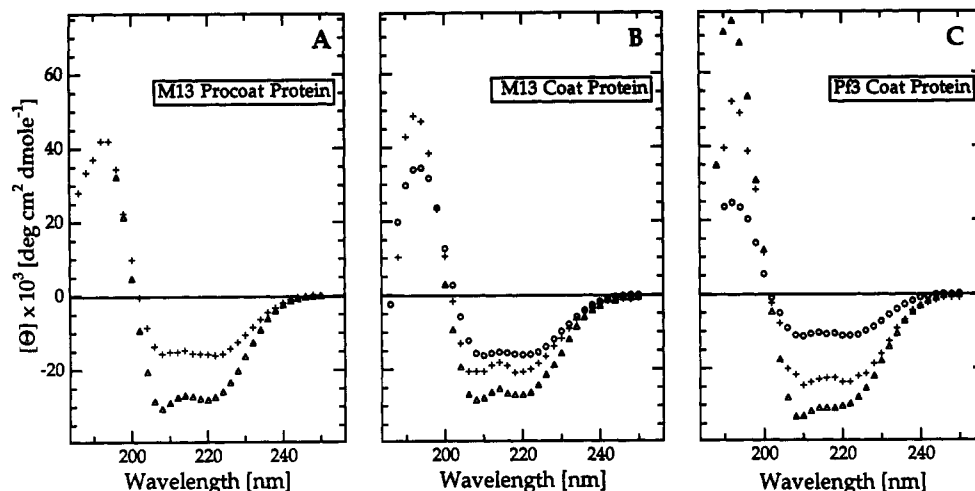 A
B
C
M13 Procoat Protein
M13 Coat Protein
Pf3 Coat Protein
[Θ] x 10³ [deg cm² dmole⁻¹]
60
40
20
0
-20
200 220 240
200 220 240
200 220 240
Wavelength [nm]
Wavelength [nm]
Wavelength [nm]